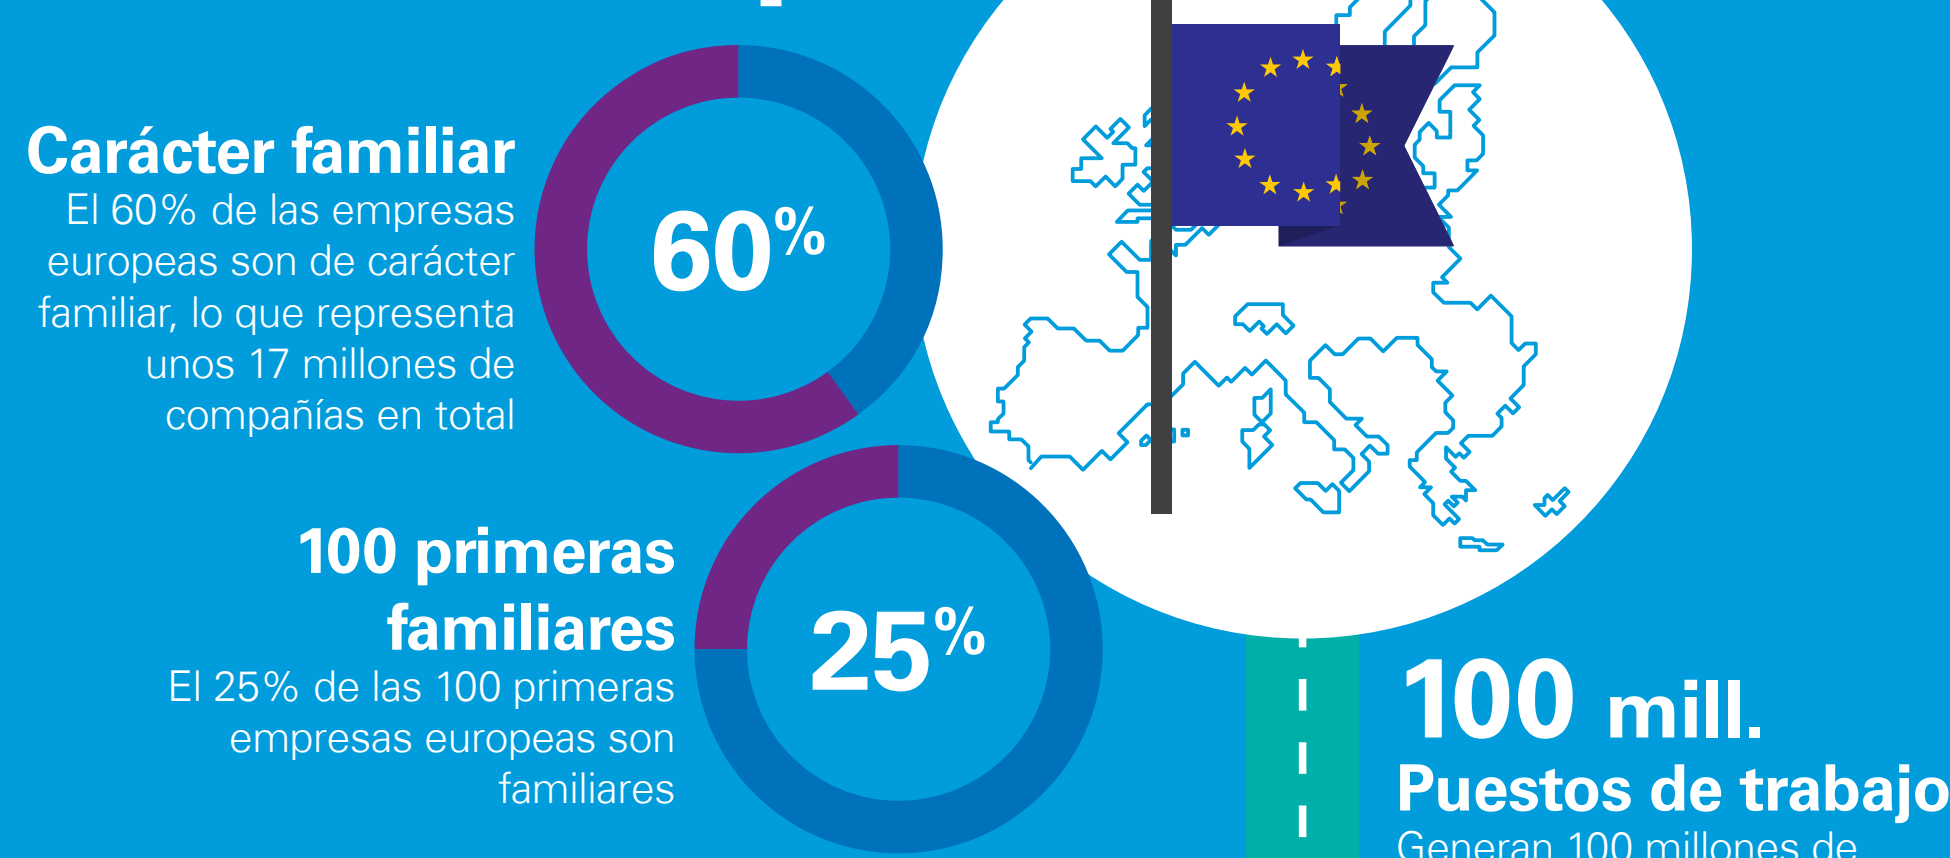 Carácter familiar
El 60% de las empresas
europeas son de carácter
familiar, lo que representa
unos 17 millones de
compañías en total
60%
100 primeras
familiares
El 25% de las 100 primeras
empresas europeas son
familiares
25%
100 mill.
Puestos de trabajo
Generan 100 millones de